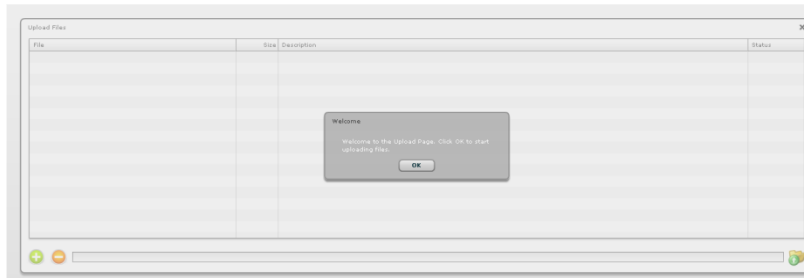 Upload Files
File Size Description Status
Welcome
Welcome to the Upload Page. Click OK to start
uploading files.
OK